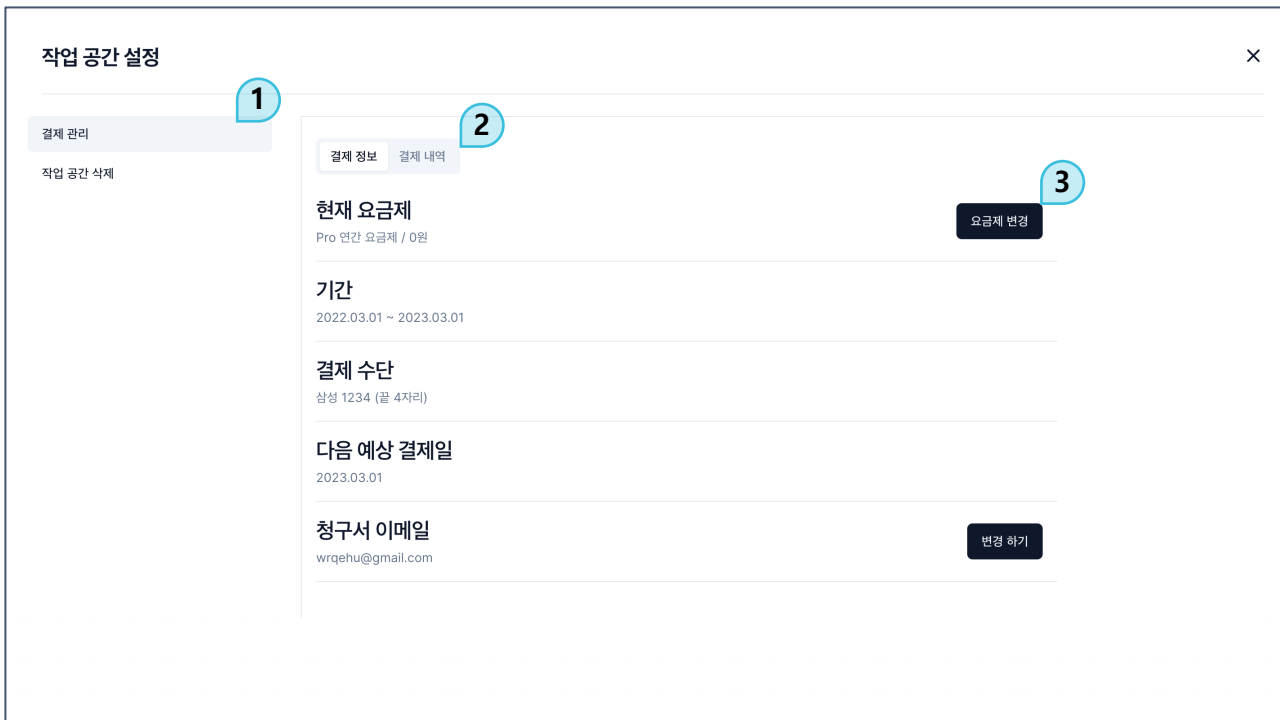 작업 공간 설정
1
결제 관리
작업 공간 삭제
2
결제 정보 결제 내역
3
현재 요금제
Pro 연간 요금제 / 0원
요금제 변경
기간
2022.03.01 ~ 2023.03.01
결제 수단
삼성 1234 (끝 4자리)
다음 예상 결제일
2023.03.01
청구서 이메일
wrqehu@gmail.com
변경 하기